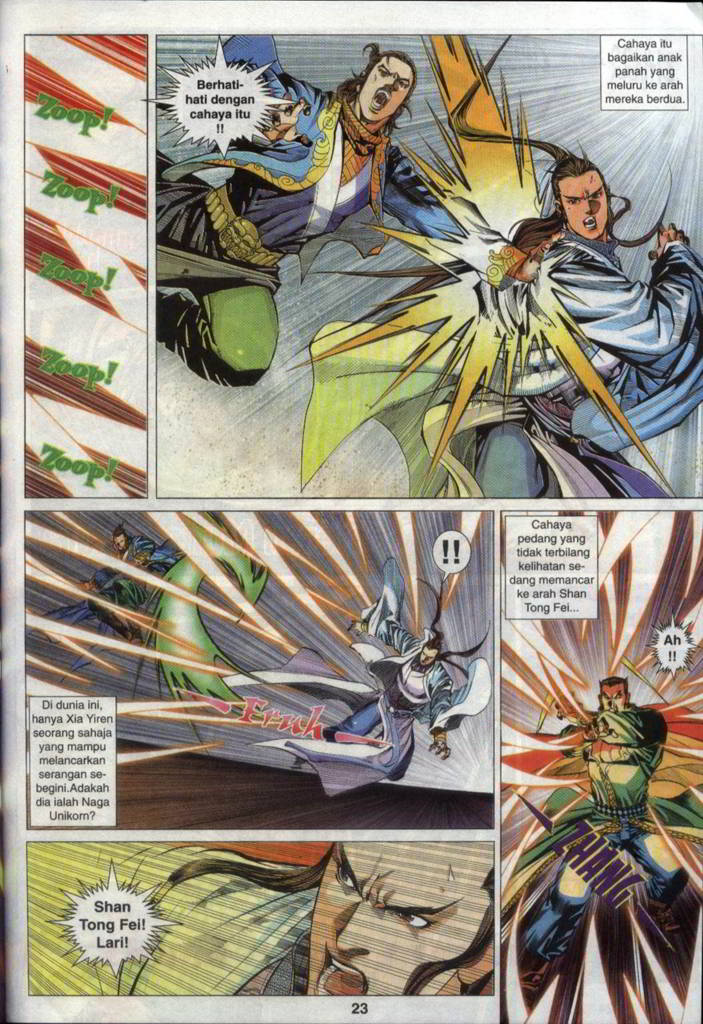 Zoop!
Zoop!
Zoop!
Zoop!
Zoop!
Berhati-
hati dengan
cahaya itu
!!
Cahaya itu
bagaikan anak
panah yang
meluru ke arah
mereka berdua.
!!
Fruh
Di dunia ini,
hanya Xia Yiren
seorang sahaja
yang mampu
melancarkan
serangan se-
begini.Adakah
dia ialah Naga
Unikorn?
Cahaya
pedang yang
tidak terbilang
kelihatan se-
dang memancar
ke arah Shan
Tong Fei...
Ah
!!
ZHANG
Shan
Tong Fei!
Lari!
23